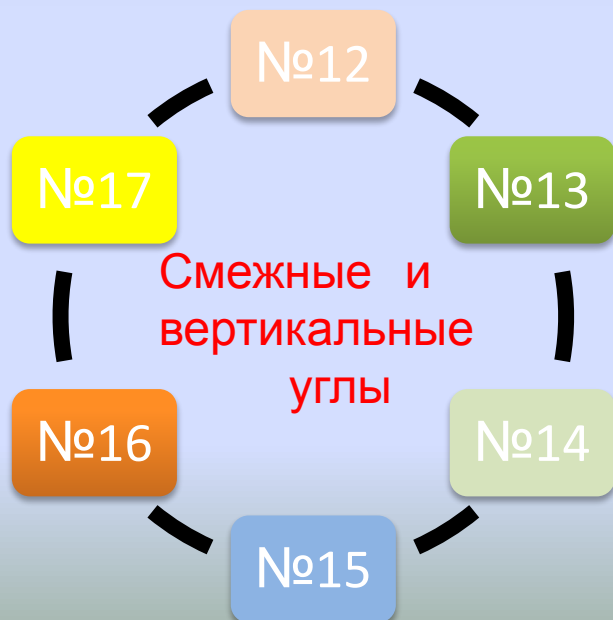 №12
№17
№13
Смежные и
вертикальные
углы
№16
№14
№15